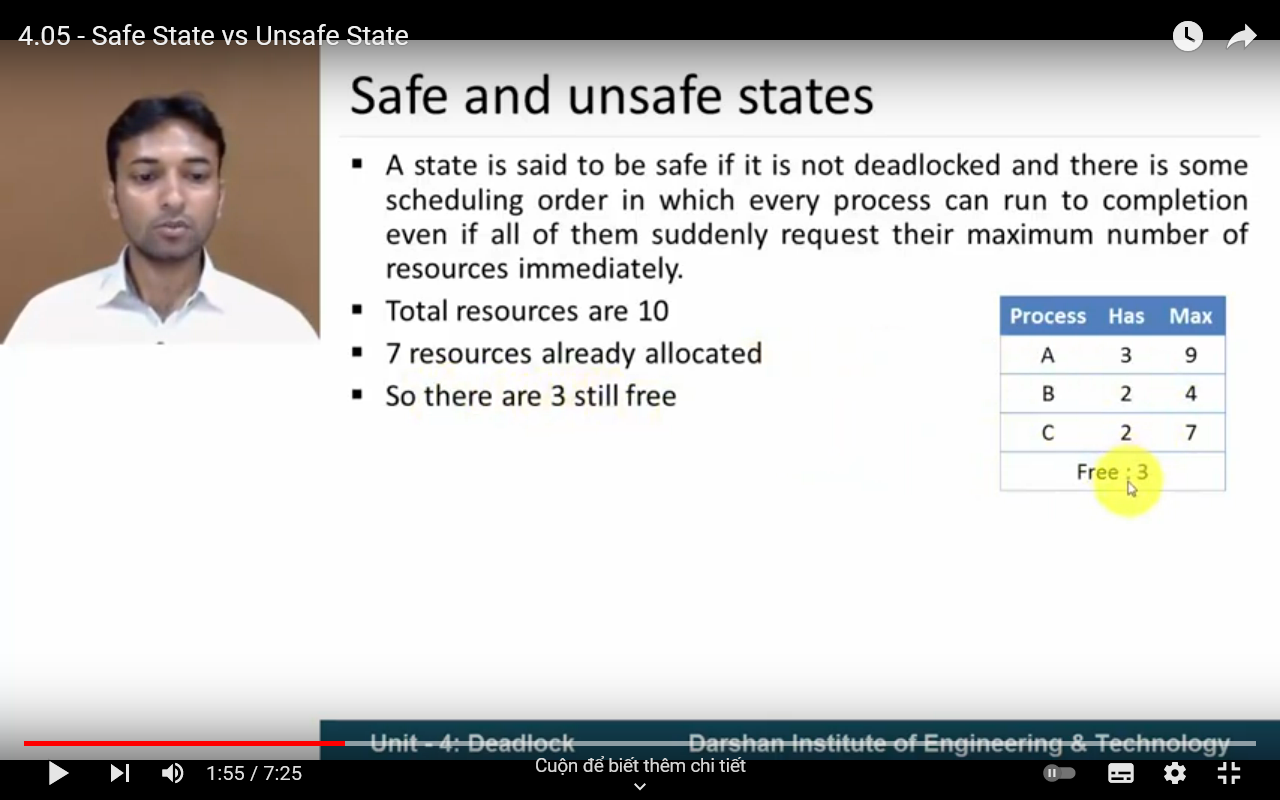 4.05 - Safe State vs Unsafe State
Safe and unsafe states
▪ A state is said to be safe if it is not deadlocked and there is some
scheduling order in which every process can run to completion
even if all of them suddenly request their maximum number of
resources immediately.
▪ Total resources are 10
▪ 7 resources already allocated
▪ So there are 3 still free
Process Has Max
A 3 9
B 2 4
C 2 7
Free : 3
Unit - 4: Deadlock Darshan Institute of Engineering & Technology
1:55 / 7:25
Cuộn để biết thêm chi tiết